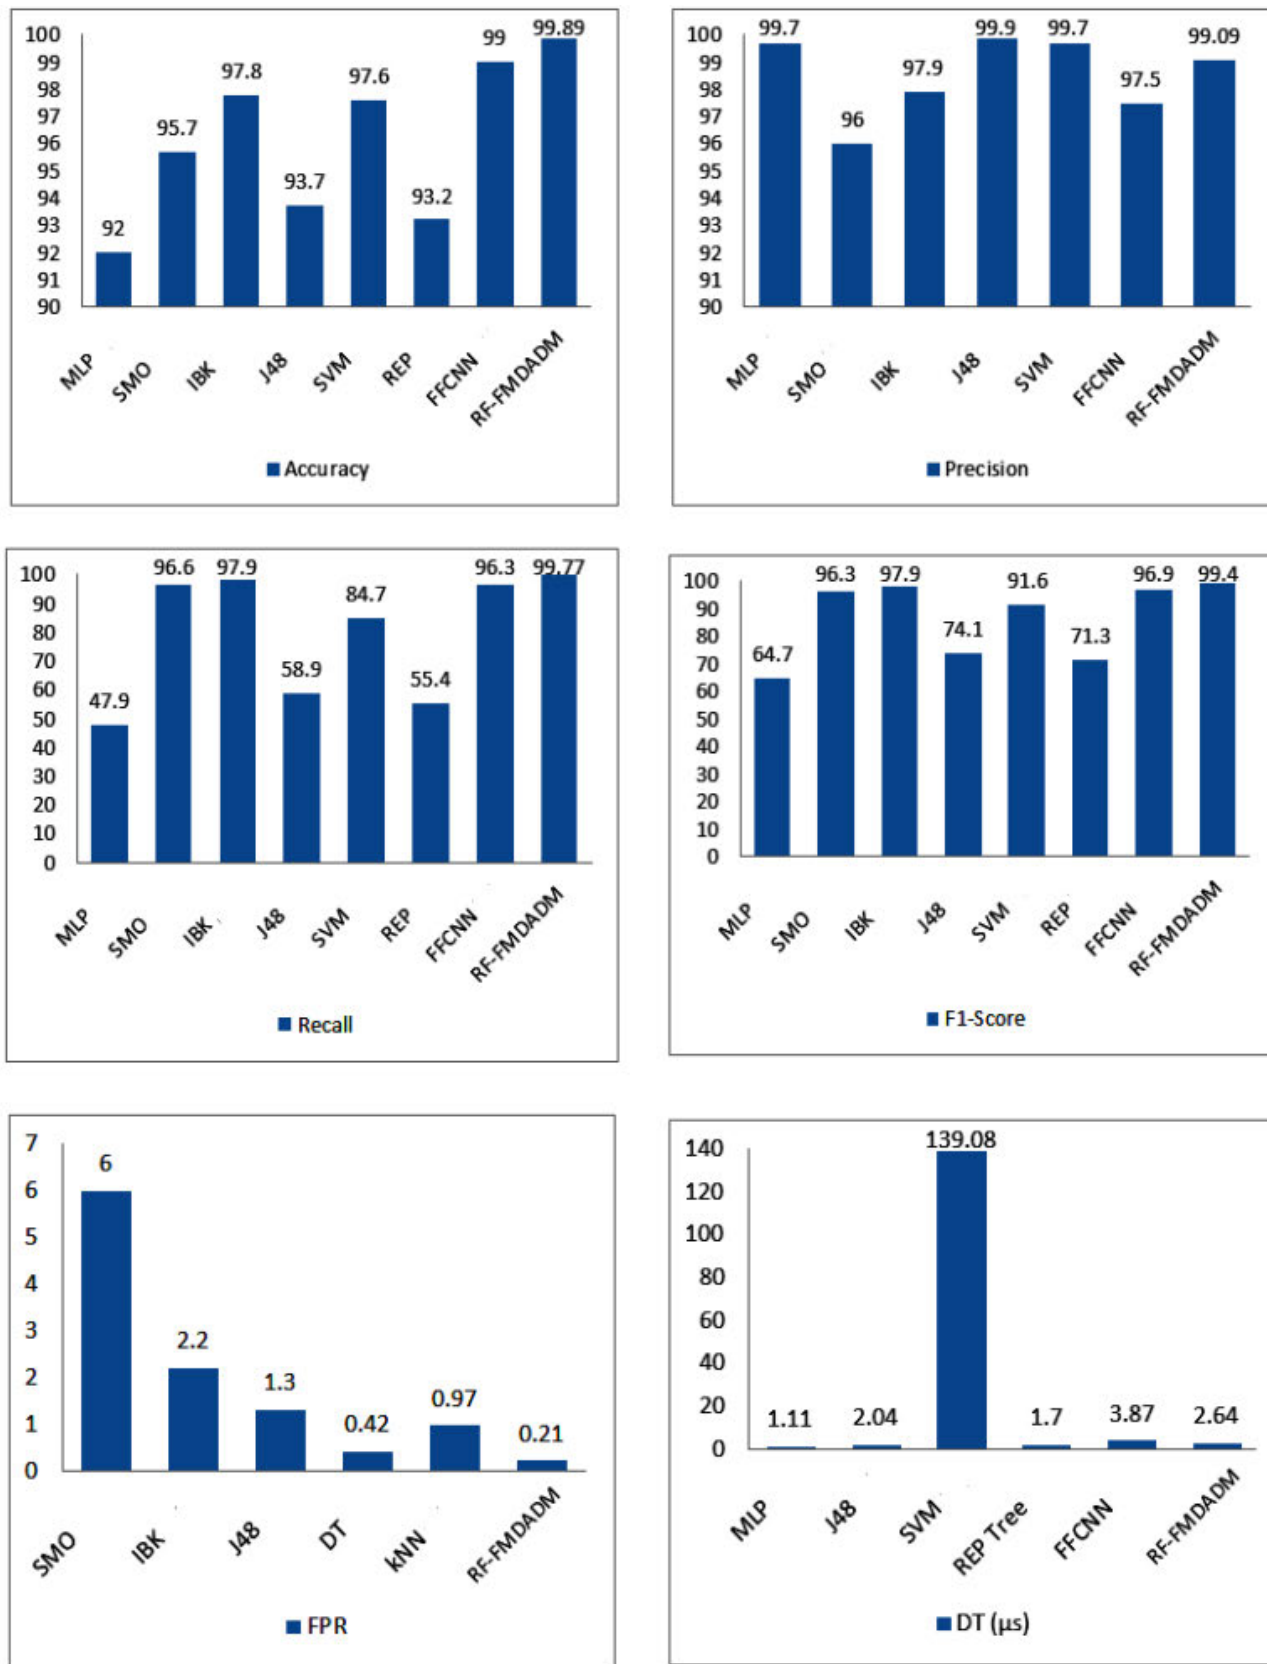 100
99
98
97
96
95
94
93
92
91
90
92
95.7
97.8
93.7
97.6
93.2
99
99.89
MLP
SMO
IBK
J48
SVM
REP
FFCNN
RF-FMDADM
Accuracy
100
99
98
97
96
95
94
93
92
91
90
99.7
96
97.9
99.9
99.7
97.5
99.09
MLP
SMO
IBK
J48
SVM
FFCNN
RF-FMDADM
Precision
100
90
80
70
60
50
40
30
20
10
0
47.9
96.6
97.9
58.9
84.7
55.4
96.3
99.77
MLP
SMO
IBK
J48
SVM
REP
FFCNN
RF-FMDADM
Recall
100
90
80
70
60
50
40
30
20
10
0
64.7
96.3
97.9
74.1
91.6
71.3
96.9
99.4
MLP
SMO
IBK
J48
SVM
REP
FFCNN
RF-FMDADM
F1-Score
7
6
5
4
3
2
1
0
6
2.2
1.3
0.42
0.97
0.21
SMO
IBK
J48
DT
kNN
RF-FMDADM
FPR
140
120
100
80
60
40
20
0
1.11
2.04
139.08
1.7
3.87
2.64
MLP
J48
SVM
REP Tree
FFCNN
RF-FMDADM
DT (µs)